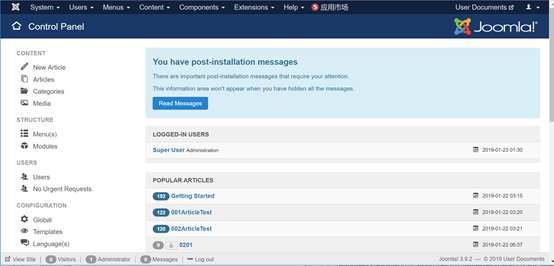 System Users Menus Content Components Extensions Help 应用市场 User Documents
Control Panel Joomla!®
CONTENT
New Article
Articles
Categories
Media
STRUCTURE
Menu(s)
Modules
USERS
Users
No Urgent Requests.
CONFIGURATION
Global
Templates
Language(s)
You have post-installation messages
There are important post-installation messages that require your attention.
This information area won't appear when you have hidden all the messages.
Read Messages
LOGGED-IN USERS
Super User Administration 2019-01-23 01:30
POPULAR ARTICLES
192 Getting Started 2019-01-22 03:15
122 001ArticleTest 2019-01-22 03:20
120 002ArticleTest 2019-01-22 03:21
9 0201 2019-01-22 06:37
View Site 0 Visitors 1 Administrator 0 Messages Log out Joomla! 3.9.2 — © 2019 User Documents